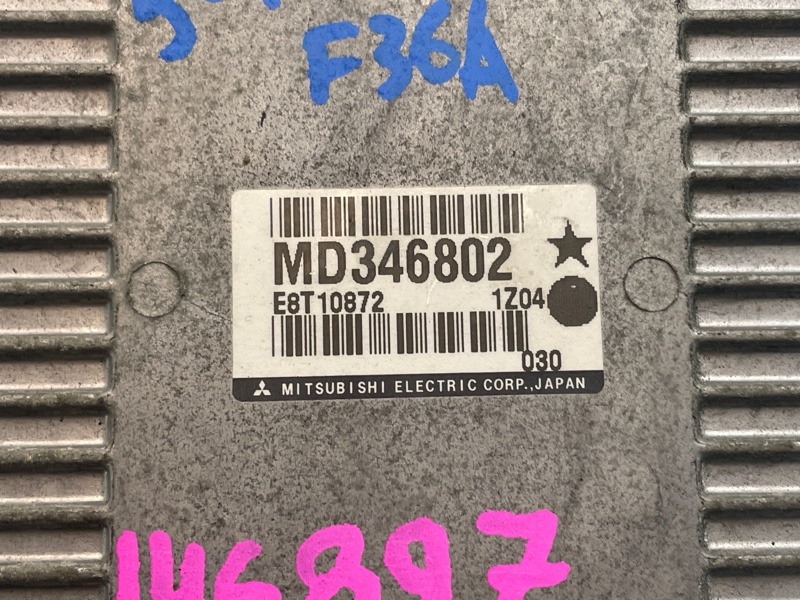 F36A
MD346802
E8T10872 1Z04
030
MITSUBISHI ELECTRIC CORP.,JAPAN
146897